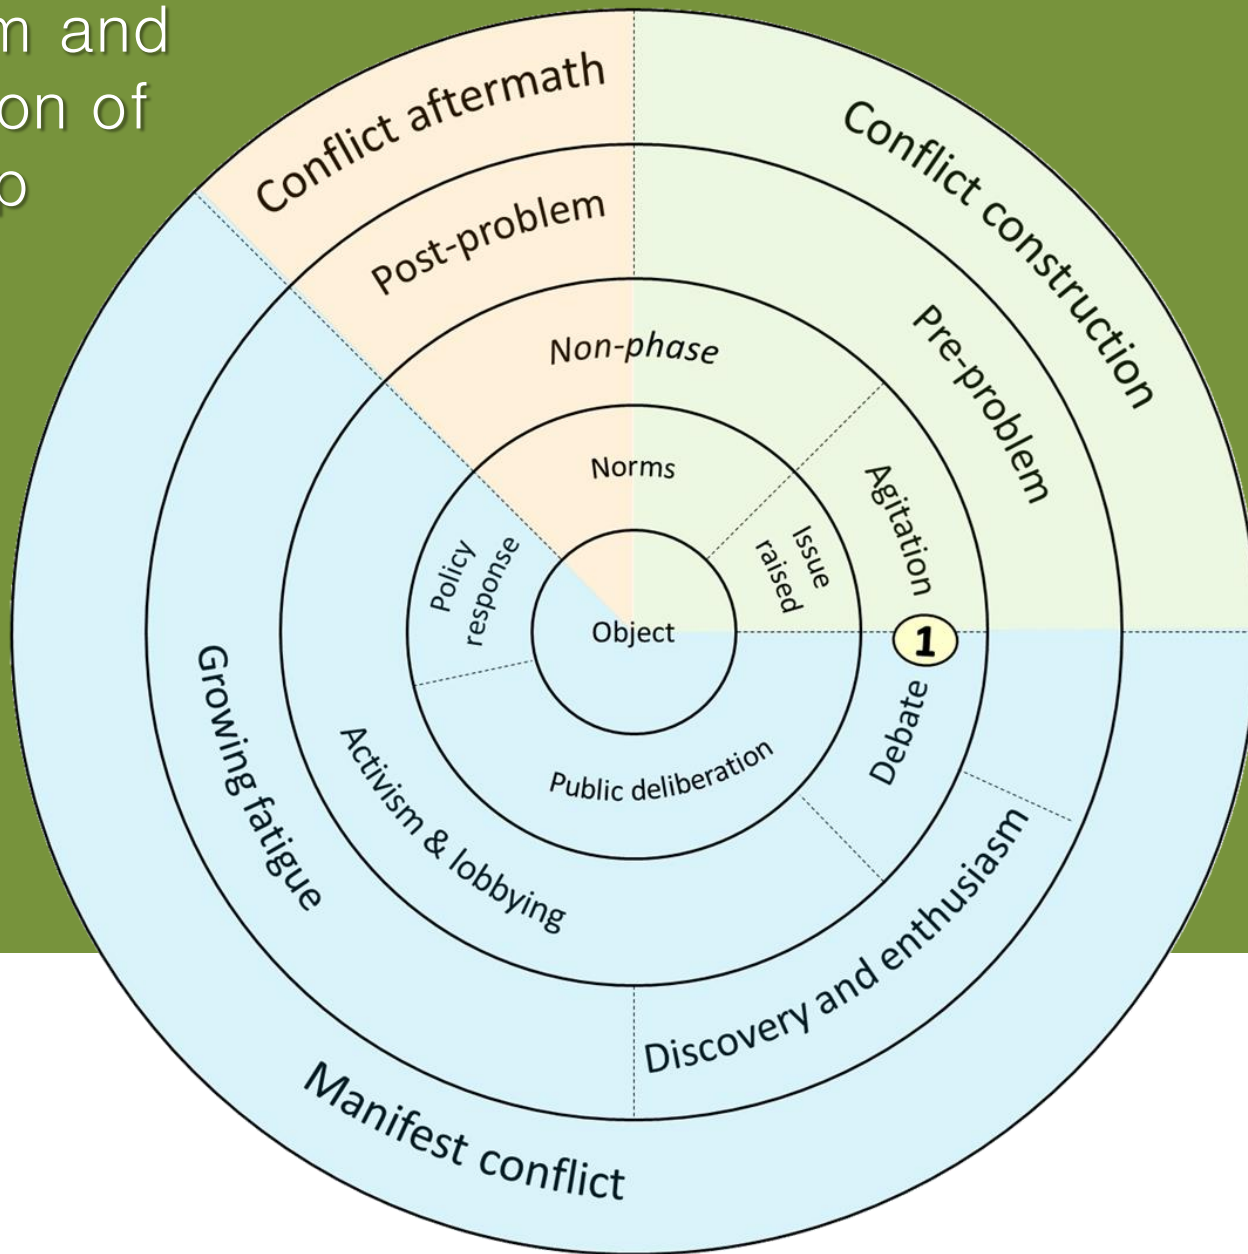 and
on of
Conflict aftermath
Conflict construction
Post-problem
Pre-problem
Non-phase
Agitation
Norms
Issue
raised
Policy
response
Object
1
Debate
Public deliberation
Growing fatigue
Activism & lobbying
Discovery and enthusiasm
Manifest conflict